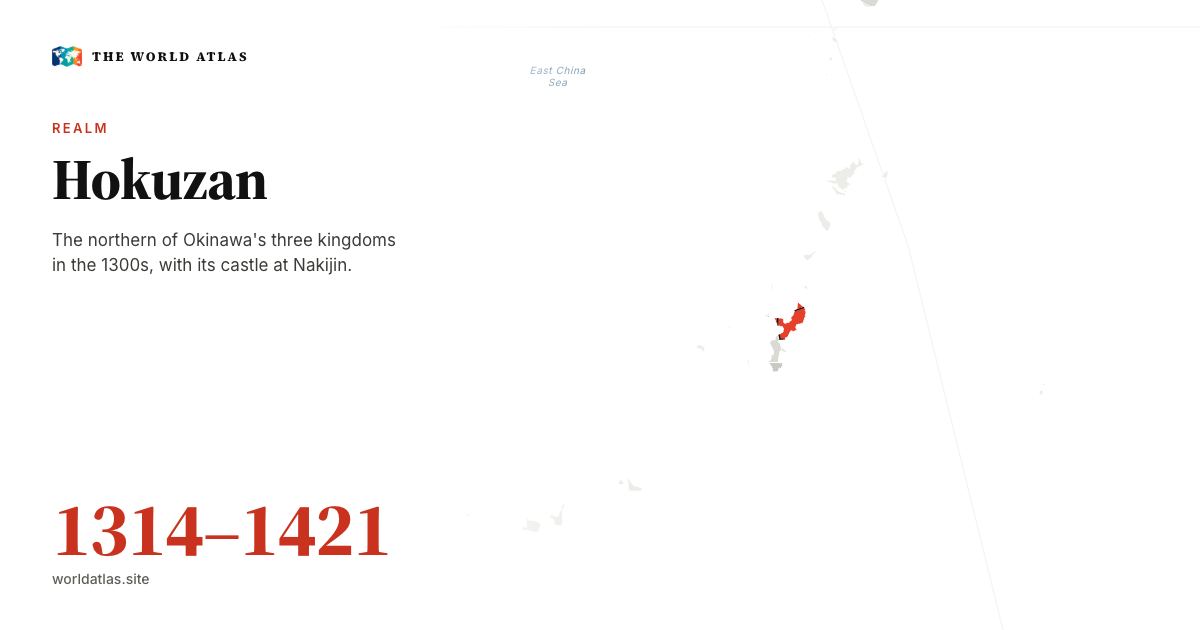 THE WORLD ATLAS
REALM
Hokuzan
The northern of Okinawa's three kingdoms
in the 1300s, with its castle at Nakijin.
1314–1421
worldatlas.site
East China
Sea